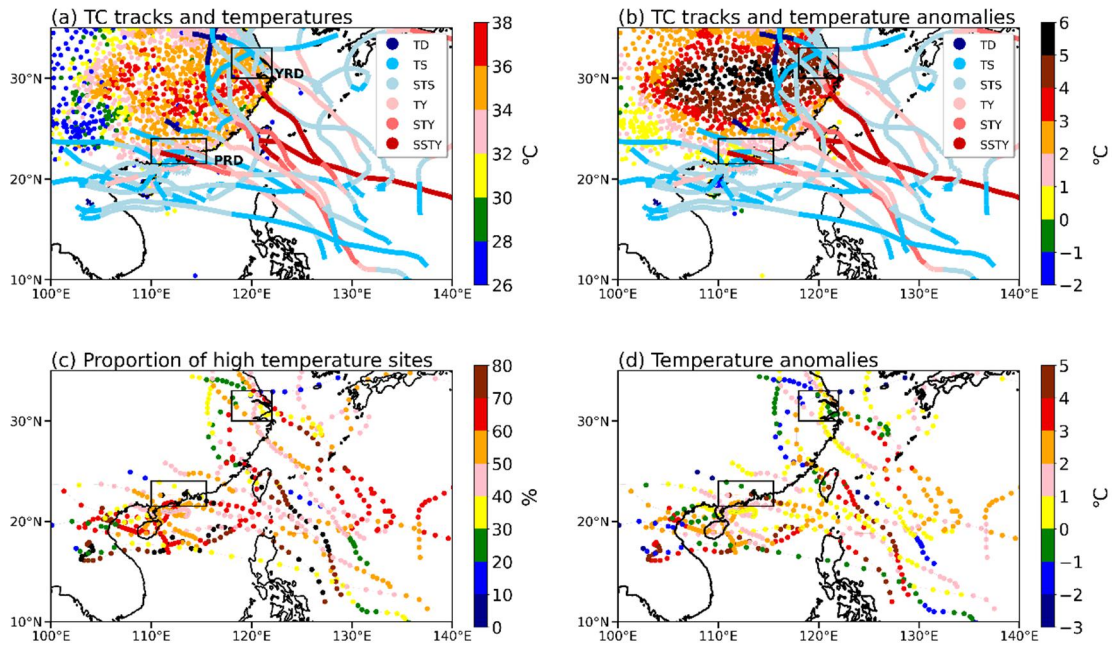 (a) TC tracks and temperatures
38
36
34
32
30
28
26
°C
30°N
20°N
10°N
100°E
110°E
120°E
130°E
140°E
YRD
PRD
TD
TS
STS
TY
STY
SSTY
(b) TC tracks and temperature anomalies
6
5
4
3
2
1
0
−1
−2
°C
30°N
20°N
10°N
100°E
110°E
120°E
130°E
140°E
TD
TS
STS
TY
STY
SSTY
(c) Proportion of high temperature sites
80
70
60
50
40
30
20
10
0
%
30°N
20°N
10°N
100°E
110°E
120°E
130°E
140°E
(d) Temperature anomalies
5
4
3
2
1
0
−1
−2
−3
°C
30°N
20°N
10°N
100°E
110°E
120°E
130°E
140°E